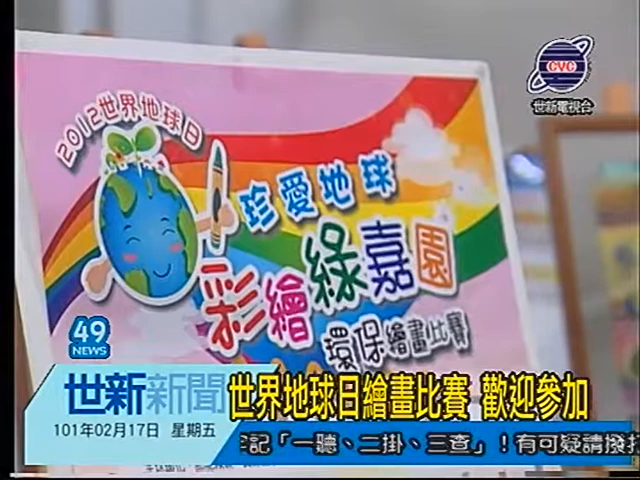 CVC
世新電視台
2012世界地球日
珍愛地球
彩繪綠嘉園
環保繪畫比賽
49
NEWS
世新新聞
世界地球日繪畫比賽 歡迎參加
101年02月17日 星期五
牢記「一聽、二掛、三查」！有可疑請撥打